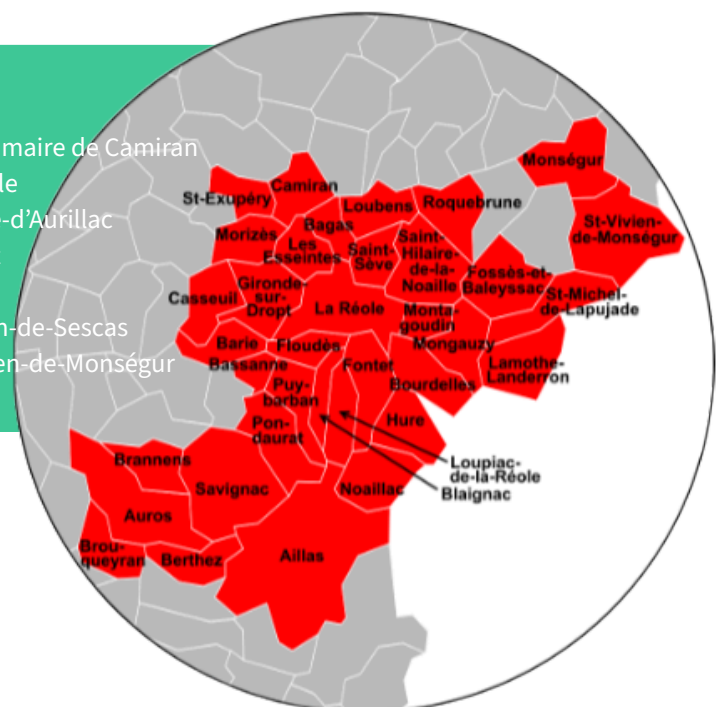 maire de Camiran
le
e-d’Aurillac
n-de-Sescas
en-de-Monségur
Monségur
Camiran
St-Exupéry
Loubens
Roquebrune
St-Vivien-
de-Monségur
Bagas
Morizès
Les
Esseintes
Saint-
Sève
Saint-
Hilaire-
de-la-
Noaille
Fossès-et-
Baleyssac
St-Michel-
de-Lapujade
Casseuil
Gironde-
sur-
Dropt
La Réole
Monta-
goudin
Barie
Floudès
Mongauzy
Bassanne
Fontet
Lamothe-
Landerron
Puy-
barban
Bourdelles
Pon-
daurat
Hure
Brannens
Loupiac-
de-la-Réole
Savignac
Noaillac
Blaignac
Auros
Brou-
queyran
Berthez
Aillas